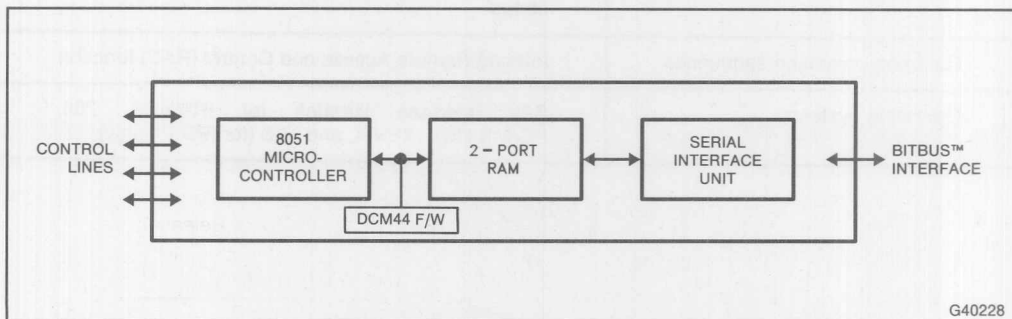 CONTROL
LINES
8051
MICRO-
CONTROLLER
DCM44 F/W
2 – PORT
RAM
SERIAL
INTERFACE
UNIT
BITBUS™
INTERFACE
G40228